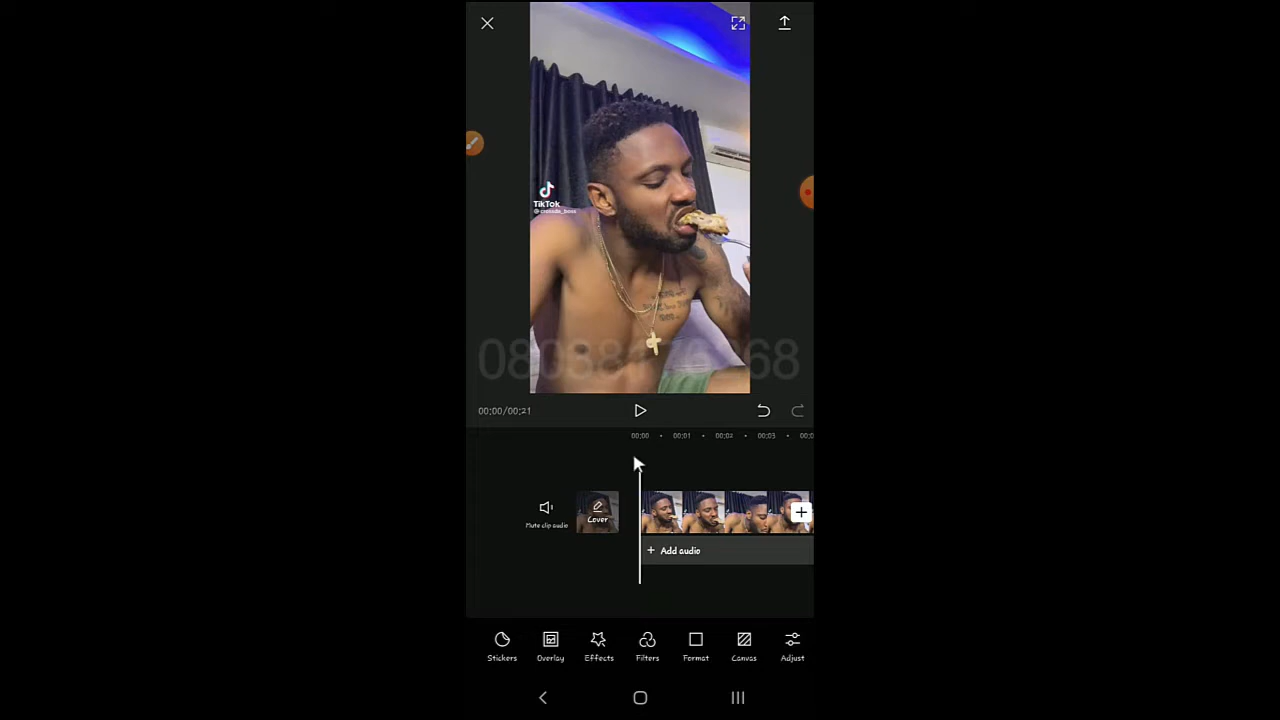 TikTok
00:00/00:21
00:00 00:01 00:02 00:03
Mute clip audio
Cover
+ Add audio
Stickers Overlay Effects Filters Format Canvas Adjust